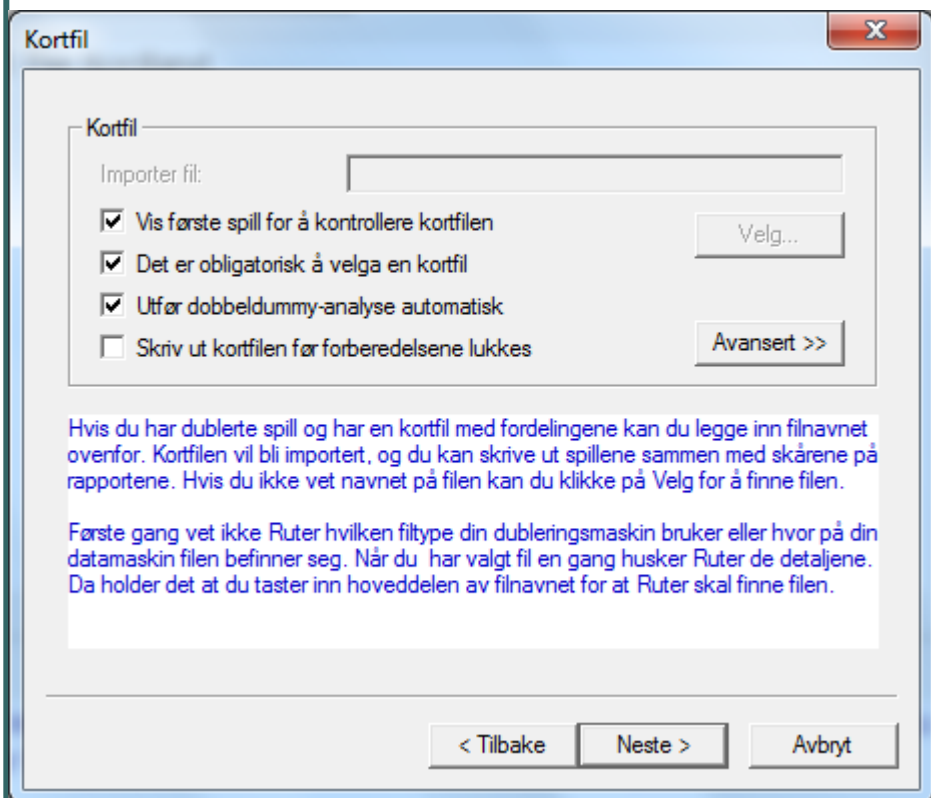 Kortfil
Kortfil
Importer fil:
Vis første spill for å kontrollere kortfilen
Velg...
Det er obligatorisk å velga en kortfil
Utfør dobbeldummy-analyse automatisk
Skriv ut kortfilen før forberedelsene lukkes
Avansert >>
Hvis du har dublerte spill og har en kortfil med fordelingene kan du legge inn filnavnet
ovenfor. Kortfilen vil bli importert, og du kan skrive ut spillene sammen med skårene på
rapportene. Hvis du ikke vet navnet på filen kan du klikke på Velg for å finne filen.
Første gang vet ikke Ruter hvilken filtype din dubleringsmaskin bruker eller hvor på din
datamaskin filen befinner seg. Når du  har valgt fil en gang husker Ruter de detaljene.
Da holder det at du taster inn hoveddelen av filnavnet for at Ruter skal finne filen.
< Tilbake
Neste >
Avbryt